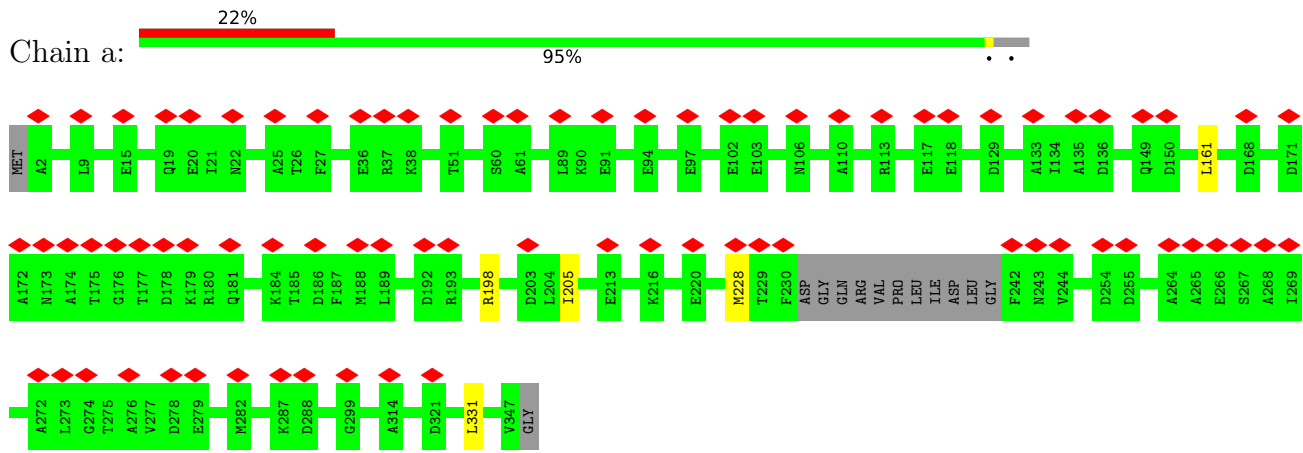 22%
Chain a:
95%
MET A2 L9 E15 Q19 E20 I21 N22 A25 T26 F27 E36 R37 K38 T51 S60 A61 L89 K90 E91 E94 E97 E102 E103 N106 A110 R113 E117 E118 D129 A133 I134 A135 D136 Q149 D150 L161 D168 D171
A172 N173 A174 T175 G176 T177 D178 K179 R180 Q181 K184 T185 D186 F187 M188 L189 D192 R193 R198 D203 L204 I205 E213 K216 E220 M228 T229 F230 ASP GLY GLN ARG VAL PRO LEU ILE ASP LEU GLY F242 N243 V244 D254 D255 A264 A265 E266 S267 A268 I269
A272 L273 G274 T275 A276 V277 D278 E279 M282 K287 D288 G299 A314 D321 L331 V347 GLY